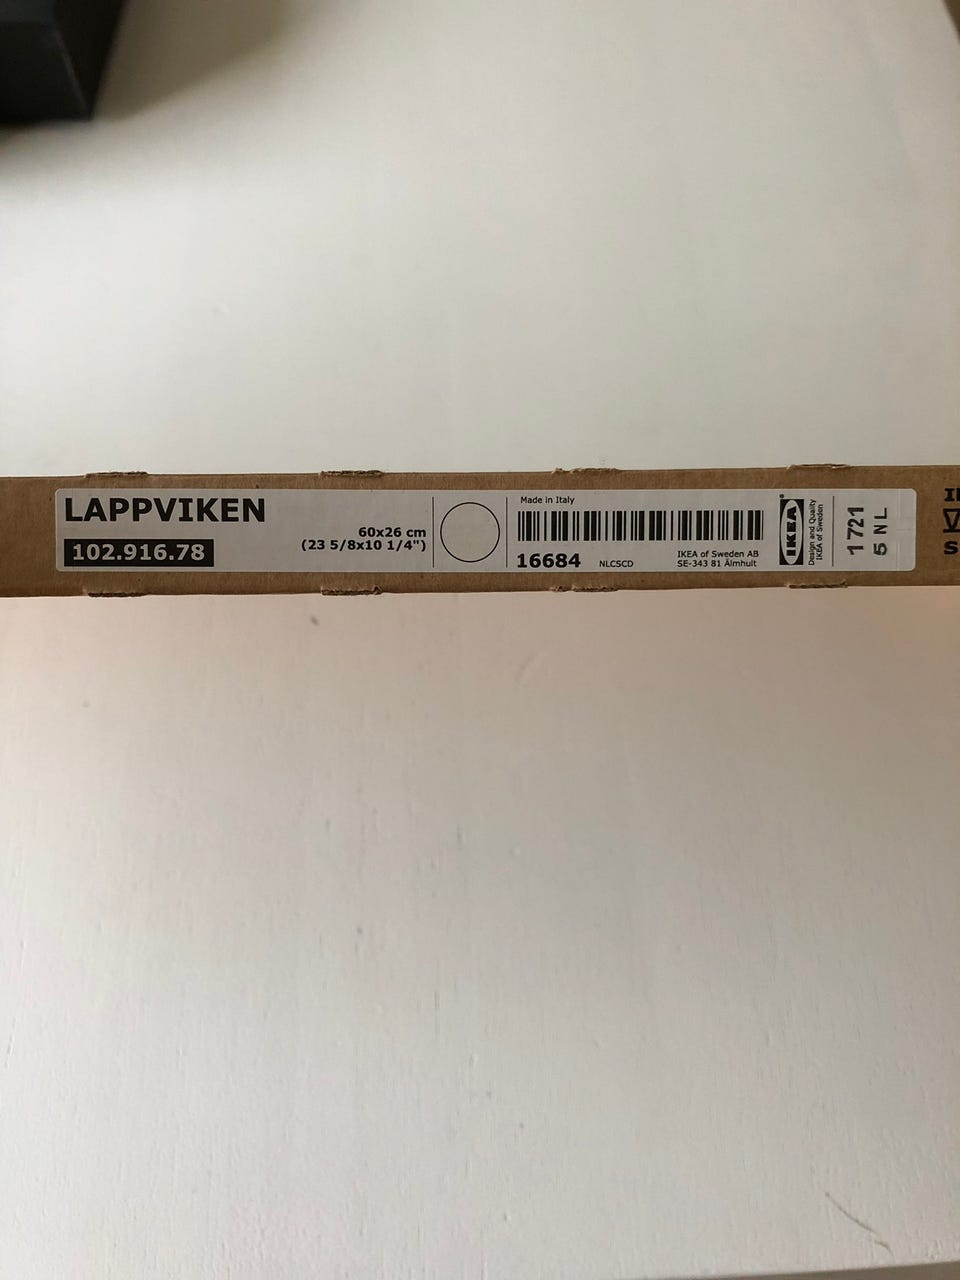 LAPPVIKEN
102.916.78
60x26 cm
(23 5/8x10 1/4")
Made in Italy
16684
NLCSCD
IKEA of Sweden AB
SE-343 81 Älmhult
IKEA®
Design and Quality
IKEA of Sweden
1721
5 NL